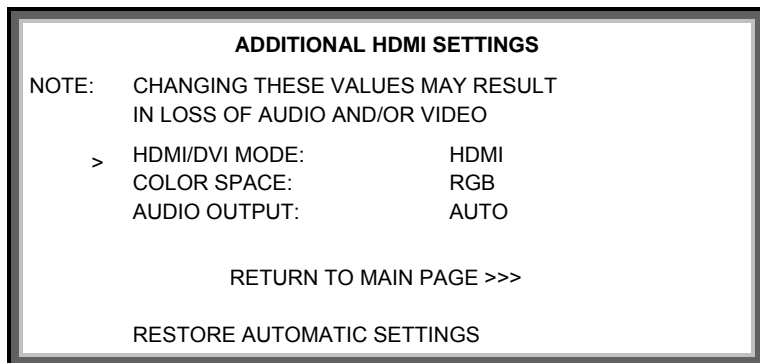 ADDITIONAL HDMI SETTINGS
NOTE: CHANGING THESE VALUES MAY RESULT
IN LOSS OF AUDIO AND/OR VIDEO
> HDMI/DVI MODE: HDMI
COLOR SPACE: RGB
AUDIO OUTPUT: AUTO
RETURN TO MAIN PAGE >>>
RESTORE AUTOMATIC SETTINGS